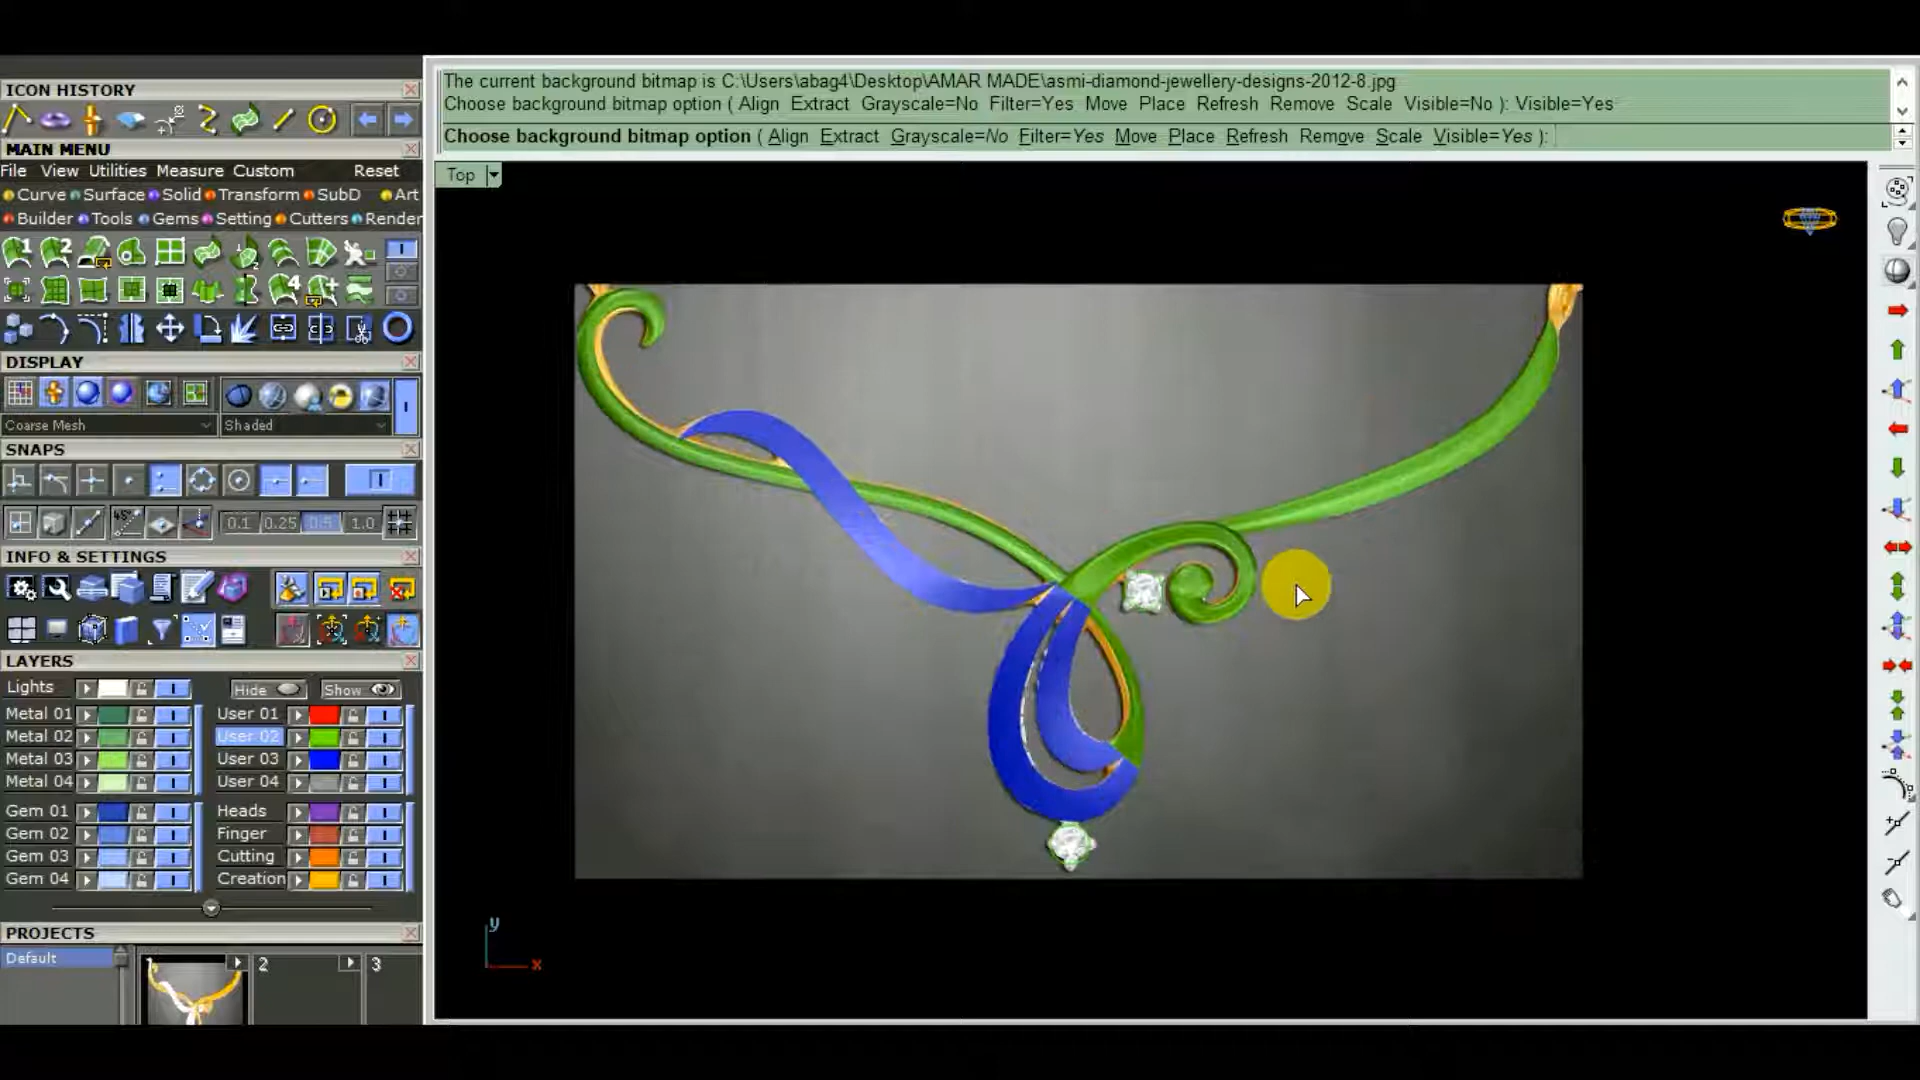 ICON HISTORY
The current background bitmap is C:\Users\abag4\Desktop\AMAR MADE\asmi-diamond-jewellery-designs-2012-8.jpg
Choose background bitmap option ( Align Extract Grayscale=No Filter=Yes Move Place Refresh Remove Scale Visible=No ): Visible=Yes
Choose background bitmap option ( Align Extract Grayscale=No Filter=Yes Move Place Refresh Remove Scale Visible=Yes ):
MAIN MENU
File View Utilities Measure Custom Reset
Curve Surface Solid Transform SubD Art
Builder Tools Gems Setting Cutters Render
Top
1 2
2
4
DISPLAY
Coarse Mesh Shaded
SNAPS
45°
0.1 0.25 0.5 1.0
INFO & SETTINGS
LAYERS
Lights Hide Show
Metal 01 User 01
Metal 02 User 02
Metal 03 User 03
Metal 04 User 04
Gem 01 Heads
Gem 02 Finger
Gem 03 Cutting
Gem 04 Creation
PROJECTS
Default 1 2 3
y
x